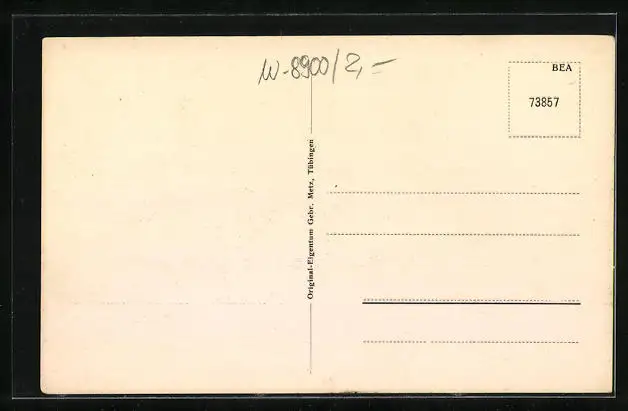 W-8900/2,-
BEA
73857
Original-Eigentum Gebr. Metz, Tübingen